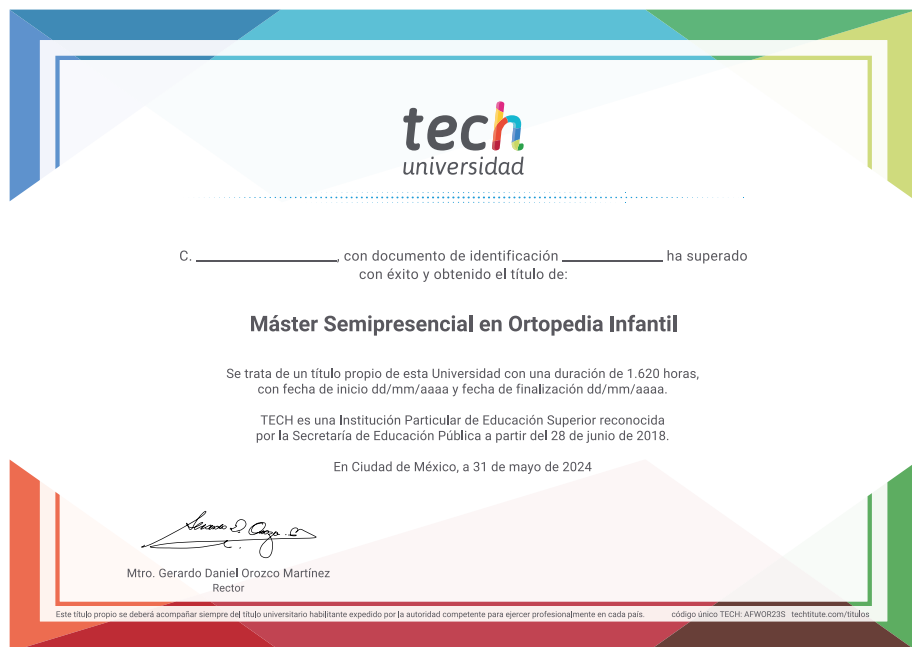 tech
universidad
C. ____________________, con documento de identificación ______________ ha superado
con éxito y obtenido el título de:
Máster Semipresencial en Ortopedia Infantil
Se trata de un título propio de esta Universidad con una duración de 1.620 horas,
con fecha de inicio dd/mm/aaaa y fecha de finalización dd/mm/aaaa.
TECH es una Institución Particular de Educación Superior reconocida
por la Secretaría de Educación Pública a partir del 28 de junio de 2018.
En Ciudad de México, a 31 de mayo de 2024
Mtro. Gerardo Daniel Orozco Martínez
Rector
Este título propio se deberá acompañar siempre del título universitario habilitante expedido por la autoridad competente para ejercer profesionalmente en cada país. código único TECH: AFWOR23S techtitute.com/titulos